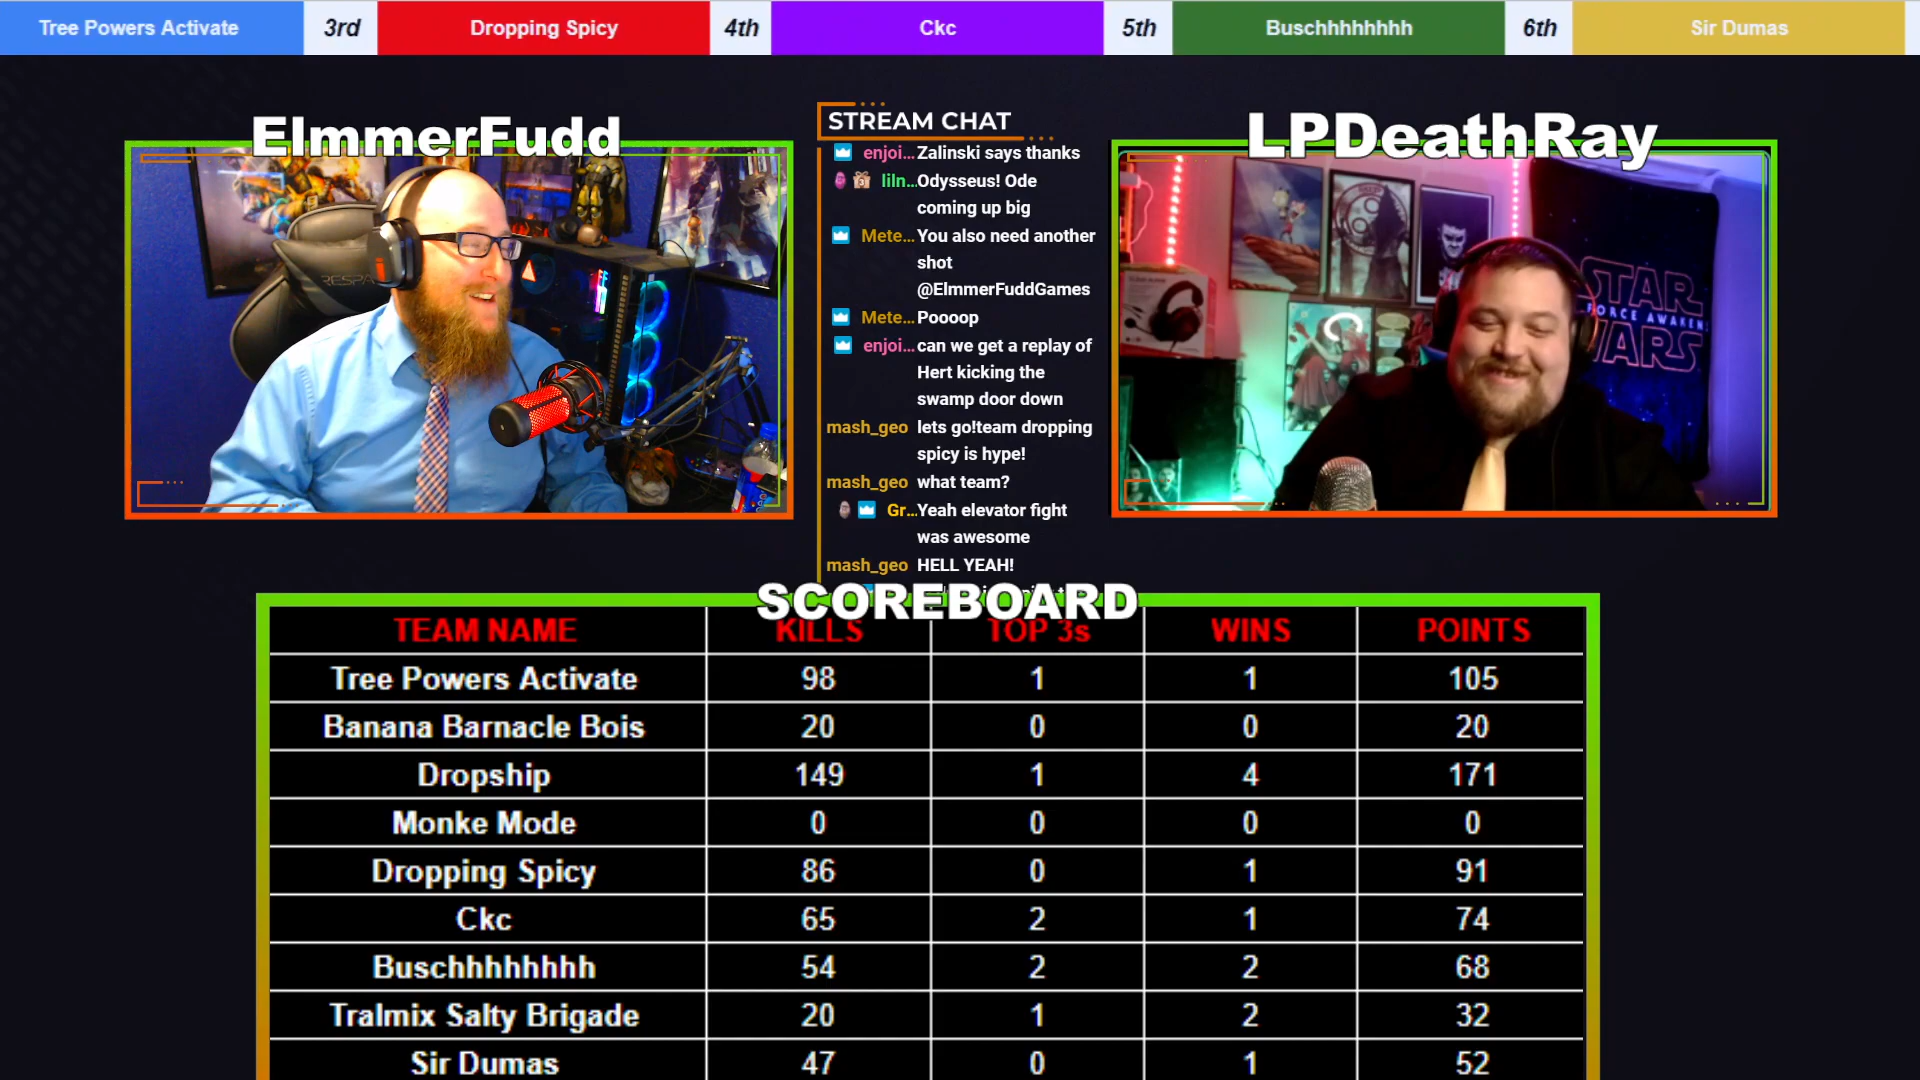 Tree Powers Activate 3rd Dropping Spicy 4th Ckc 5th Buschhhhhhhh 6th Sir Dumas
ElmmerFudd
STREAM CHAT
LPDeathRay
enjoi... Zalinski says thanks
liln... Odysseus! Ode
coming up big
Mete... You also need another
shot
@ElmmerFuddGames
Mete... Poooop
enjoi... can we get a replay of
Hert kicking the
swamp door down
mash_geo lets go!team dropping
spicy is hype!
mash_geo what team?
Gr... Yeah elevator fight
was awesome
mash_geo HELL YEAH!
RESPA
STAR
FORCE AWAKEN
WARS
SCOREBOARD
TEAM NAME KILLS TOP 3s WINS POINTS
Tree Powers Activate 98 1 1 105
Banana Barnacle Bois 20 0 0 20
Dropship 149 1 4 171
Monke Mode 0 0 0 0
Dropping Spicy 86 0 1 91
Ckc 65 2 1 74
Buschhhhhhhh 54 2 2 68
Tralmix Salty Brigade 20 1 2 32
Sir Dumas 47 0 1 52